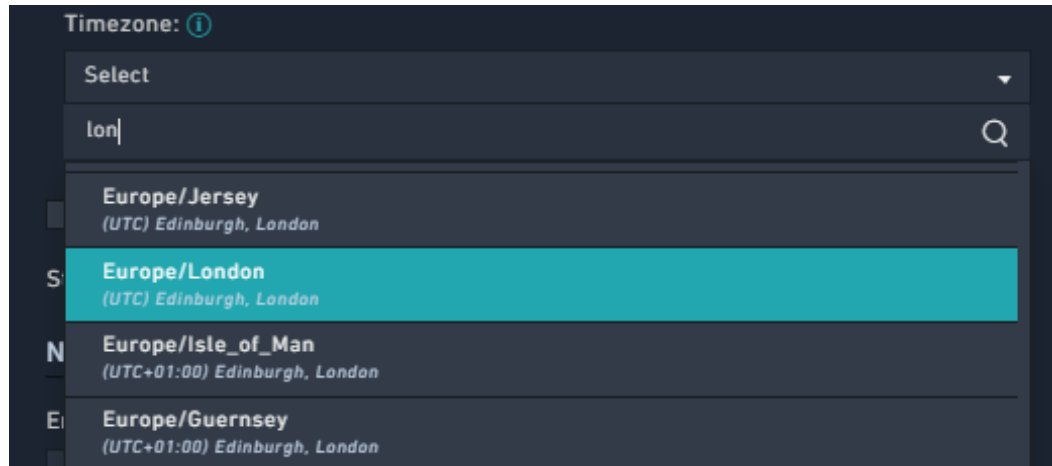 Timezone:
Select
lon
Europe/Jersey
(UTC) Edinburgh, London
Europe/London
(UTC) Edinburgh, London
Europe/Isle_of_Man
(UTC+01:00) Edinburgh, London
Europe/Guernsey
(UTC+01:00) Edinburgh, London